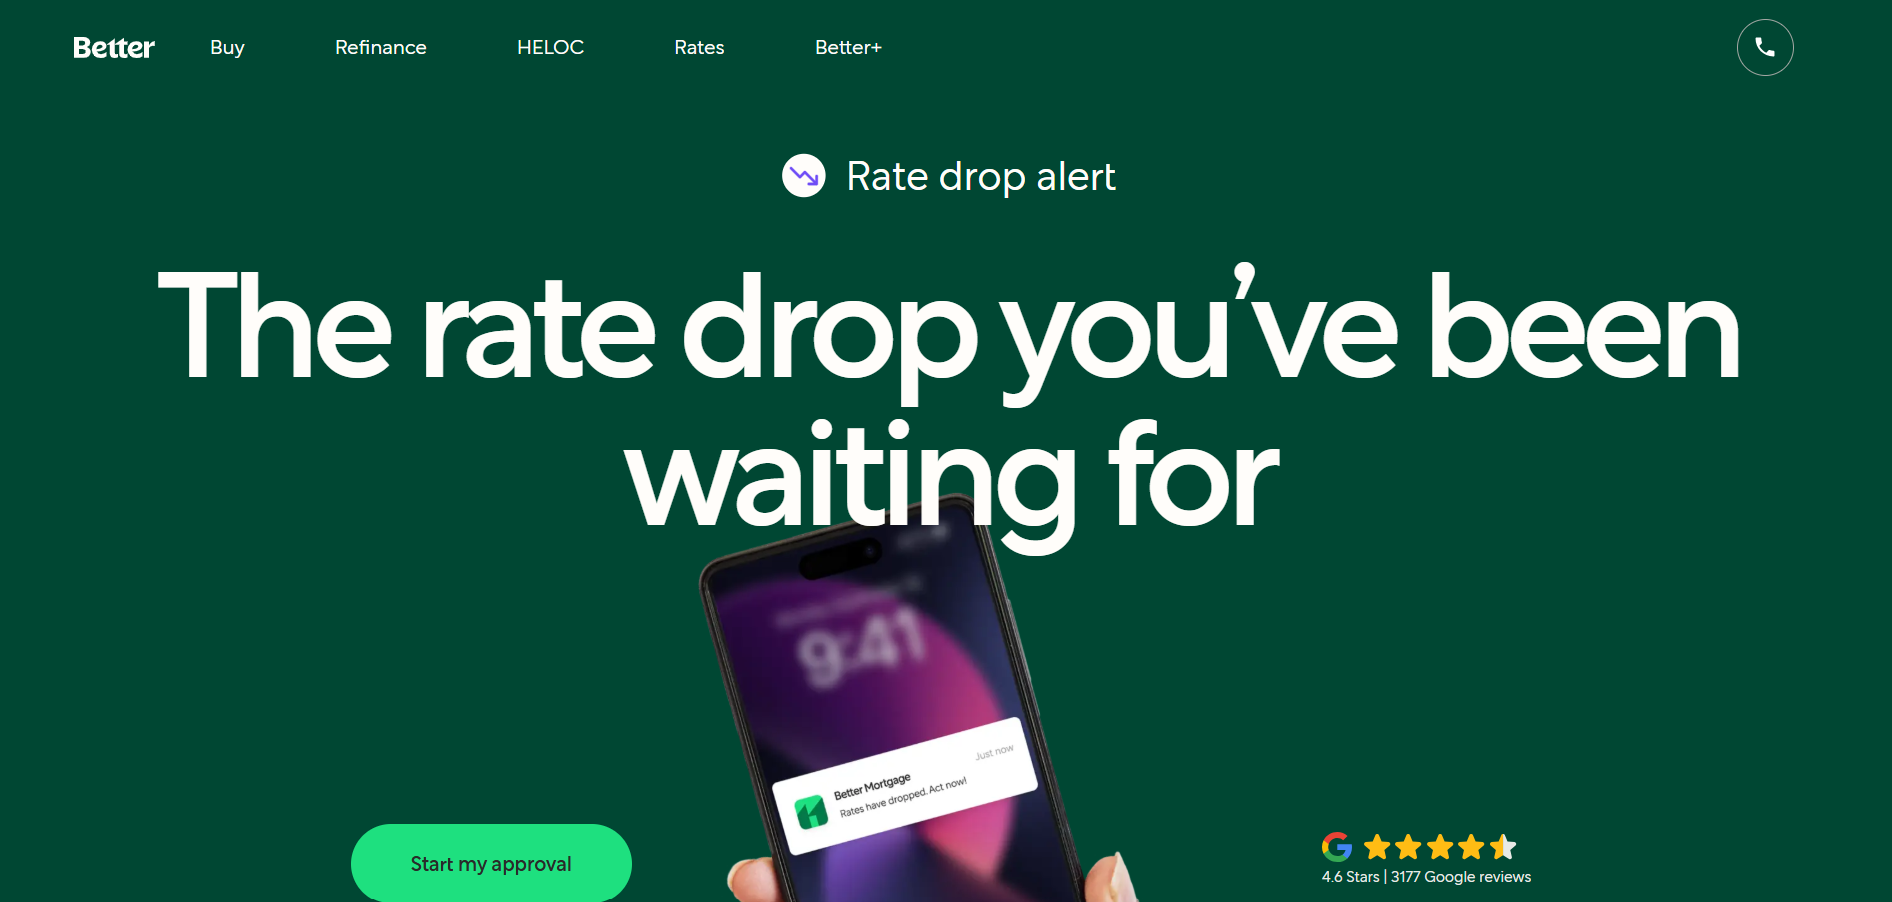 Better
Buy
Refinance
HELOC
Rates
Better+
Rate drop alert
The rate drop you’ve been
waiting for
9:41
Just now
Better Mortgage
Rates have dropped. Act now!
Start my approval
4.6 Stars | 3177 Google reviews